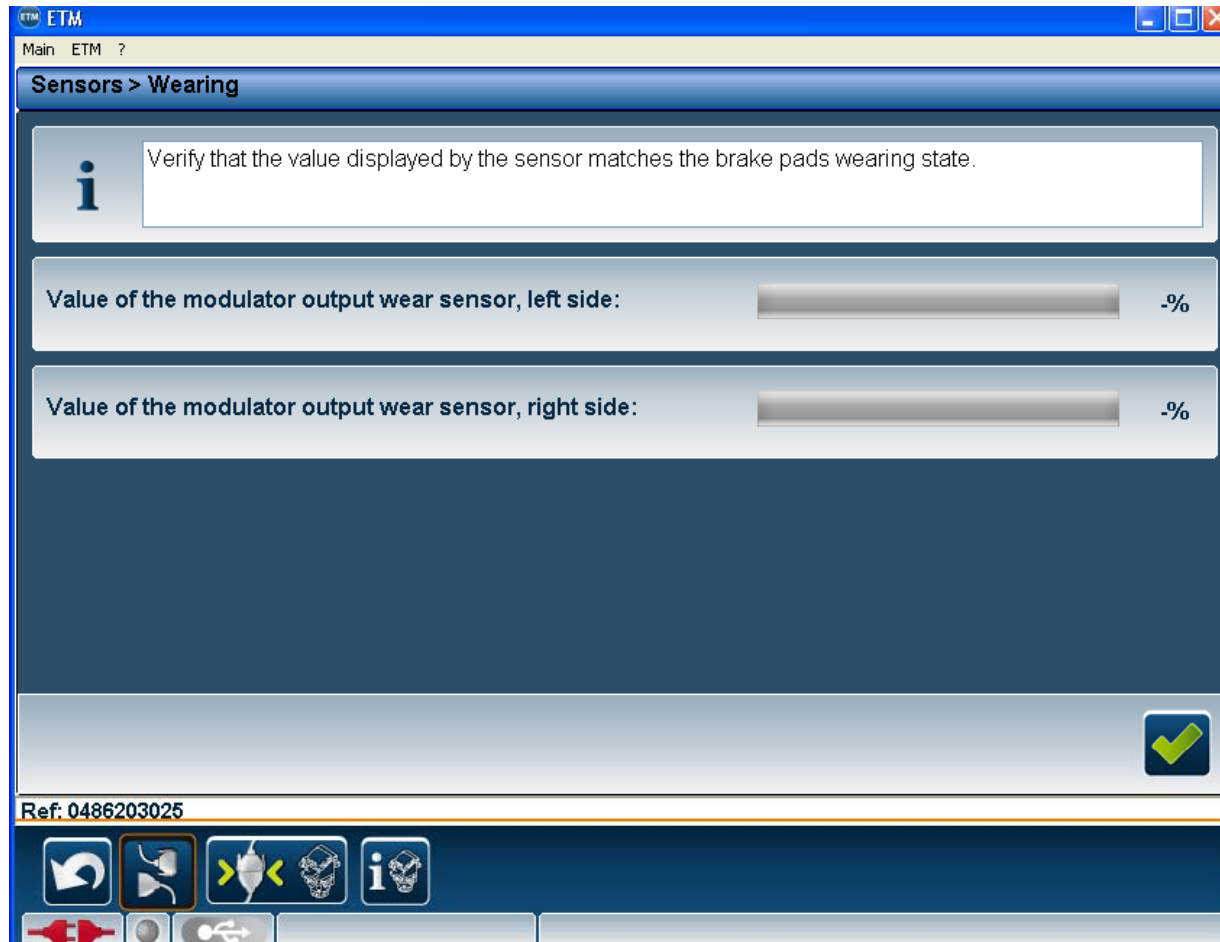 ETM ETM
Main ETM ?
Sensors > Wearing
i
Verify that the value displayed by the sensor matches the brake pads wearing state.
Value of the modulator output wear sensor, left side: -%
Value of the modulator output wear sensor, right side: -%
Ref: 0486203025
i